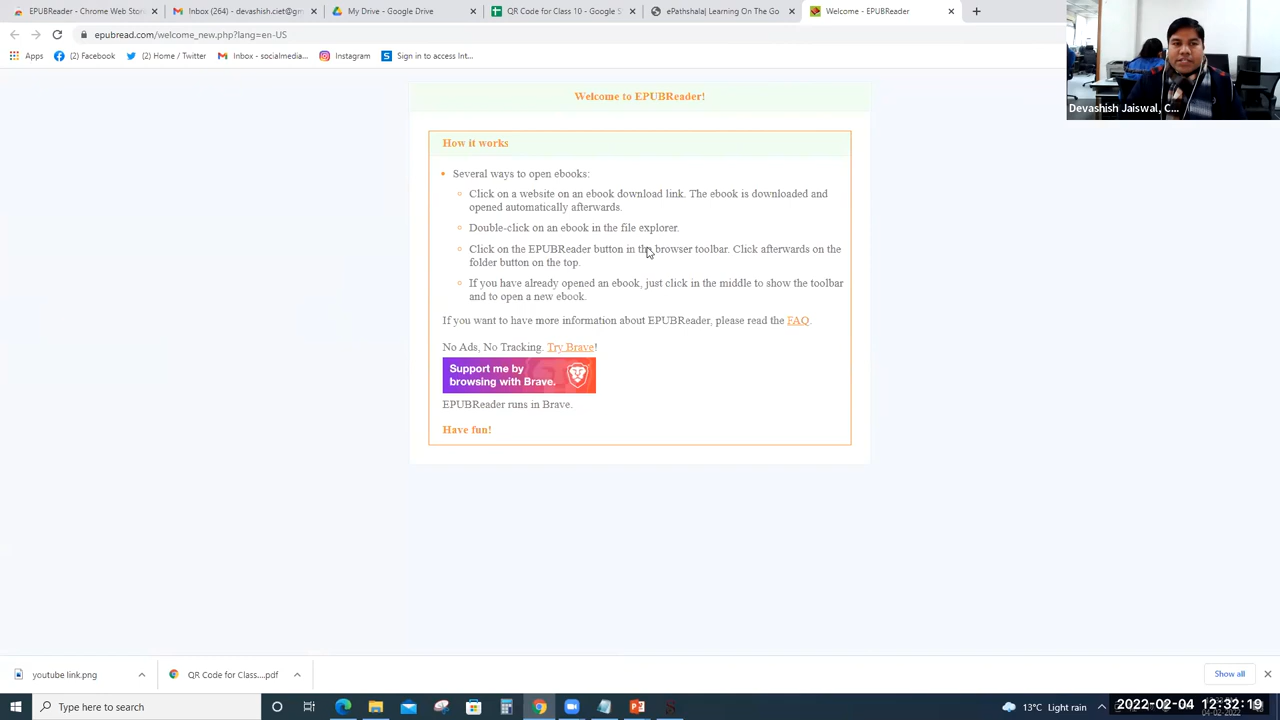 EPUBReader - Chrome Web Store
Inbox (264) - devashish.ciet@gm
My Drive - Google Drive
QR Code for Class 10 - Google S
ePathshala| Learning On The Go
Welcome - EPUBReader
epubread.com/welcome_new.php?lang=en-US
Apps
(2) Facebook
(2) Home / Twitter
Inbox - socialmedia...
Instagram
Sign in to access Int...
Devashish Jaiswal, C...
Welcome to EPUBReader!
How it works
Several ways to open ebooks:
Click on a website on an ebook download link. The ebook is downloaded and
opened automatically afterwards.
Double-click on an ebook in the file explorer.
Click on the EPUBReader button in the browser toolbar. Click afterwards on the
folder button on the top.
If you have already opened an ebook, just click in the middle to show the toolbar
and to open a new ebook.
If you want to have more information about EPUBReader, please read the FAQ.
No Ads, No Tracking. Try Brave!
Support me by
browsing with Brave.
EPUBReader runs in Brave.
Have fun!
youtube link.png
QR Code for Class....pdf
Show all
Type here to search
13°C Light rain
2022-02-04 12:32:19
04-02-2022